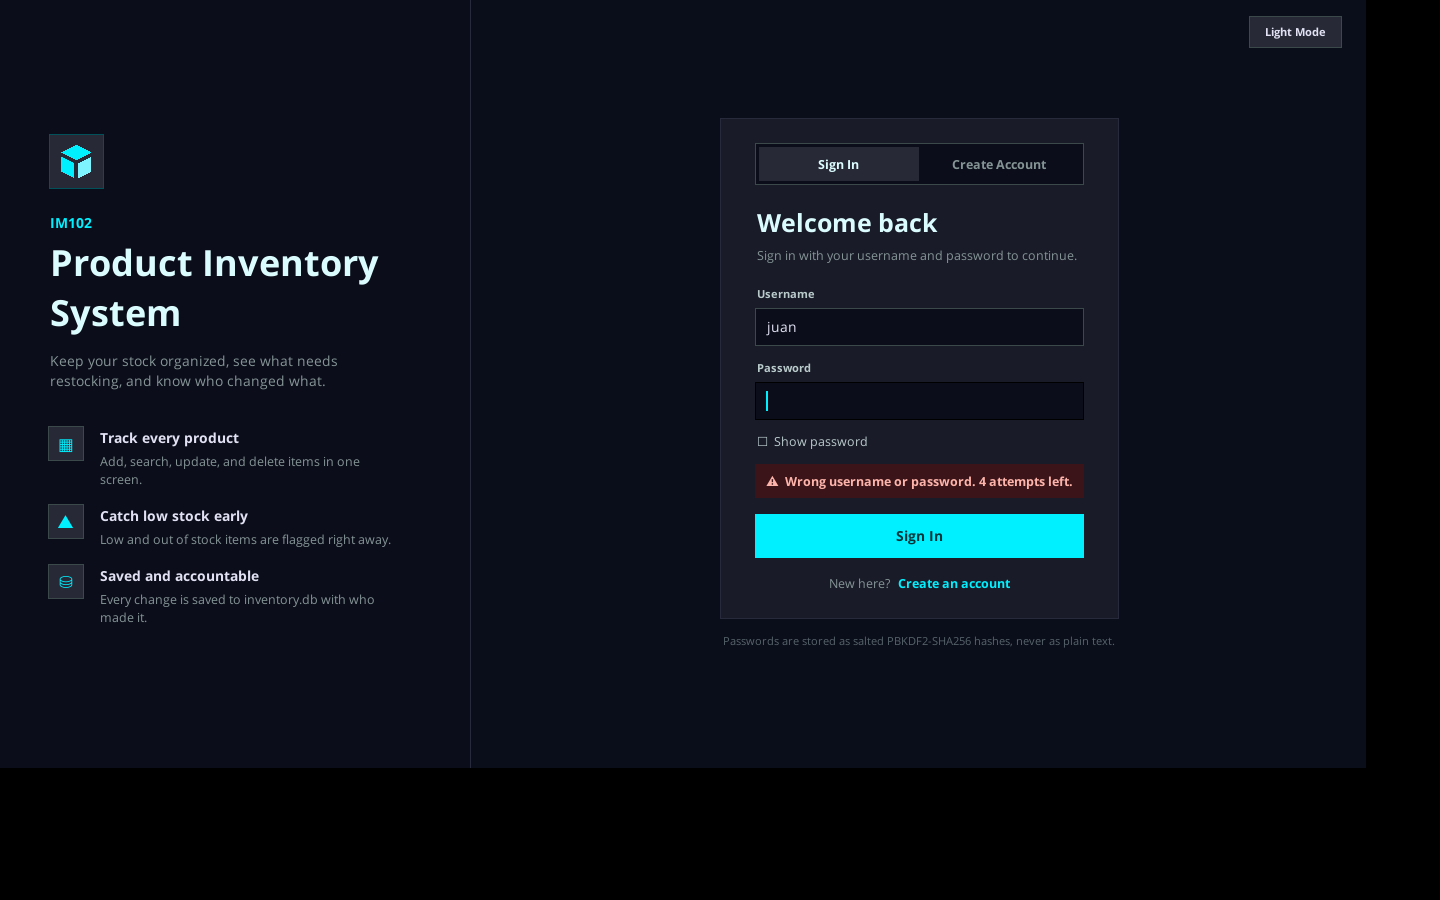 Light Mode
IM102
Product Inventory
System
Keep your stock organized, see what needs
restocking, and know who changed what.
Track every product
Add, search, update, and delete items in one
screen.
Catch low stock early
Low and out of stock items are flagged right away.
Saved and accountable
Every change is saved to inventory.db with who
made it.
Sign In
Create Account
Welcome back
Sign in with your username and password to continue.
Username
juan
Password
☐ Show password
⚠ Wrong username or password. 4 attempts left.
Sign In
New here? Create an account
Passwords are stored as salted PBKDF2-SHA256 hashes, never as plain text.